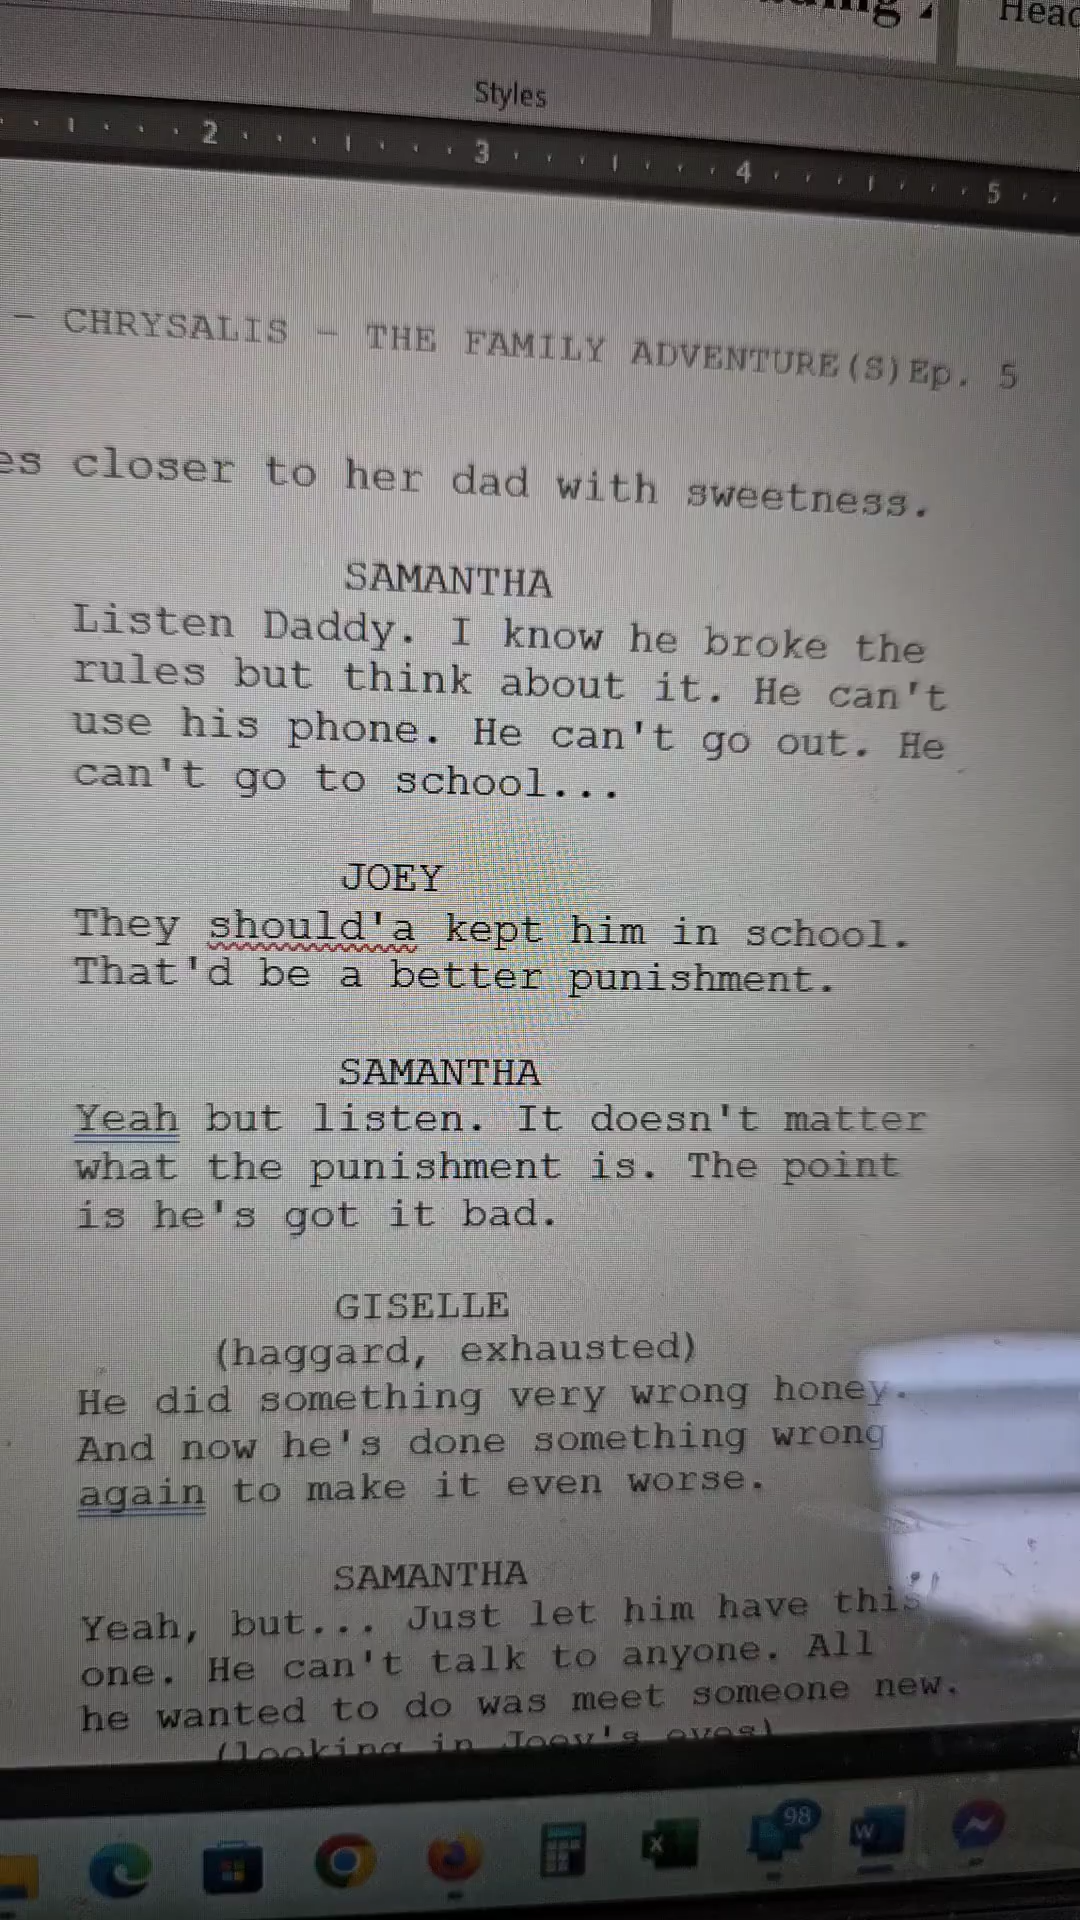 Head
Styles
2 3 4 5
- CHRYSALIS - THE FAMILY ADVENTURE(S)Ep. 5
es closer to her dad with sweetness.
SAMANTHA
Listen Daddy. I know he broke the
rules but think about it. He can't
use his phone. He can't go out. He
can't go to school...
JOEY
They should'a kept him in school.
That'd be a better punishment.
SAMANTHA
Yeah but listen. It doesn't matter
what the punishment is. The point
is he's got it bad.
GISELLE
(haggard, exhausted)
He did something very wrong honey.
And now he's done something wrong
again to make it even worse.
SAMANTHA
Yeah, but... Just let him have this
one. He can't talk to anyone. All
he wanted to do was meet someone new.
(looking in Joey's eyes)
98
X
W